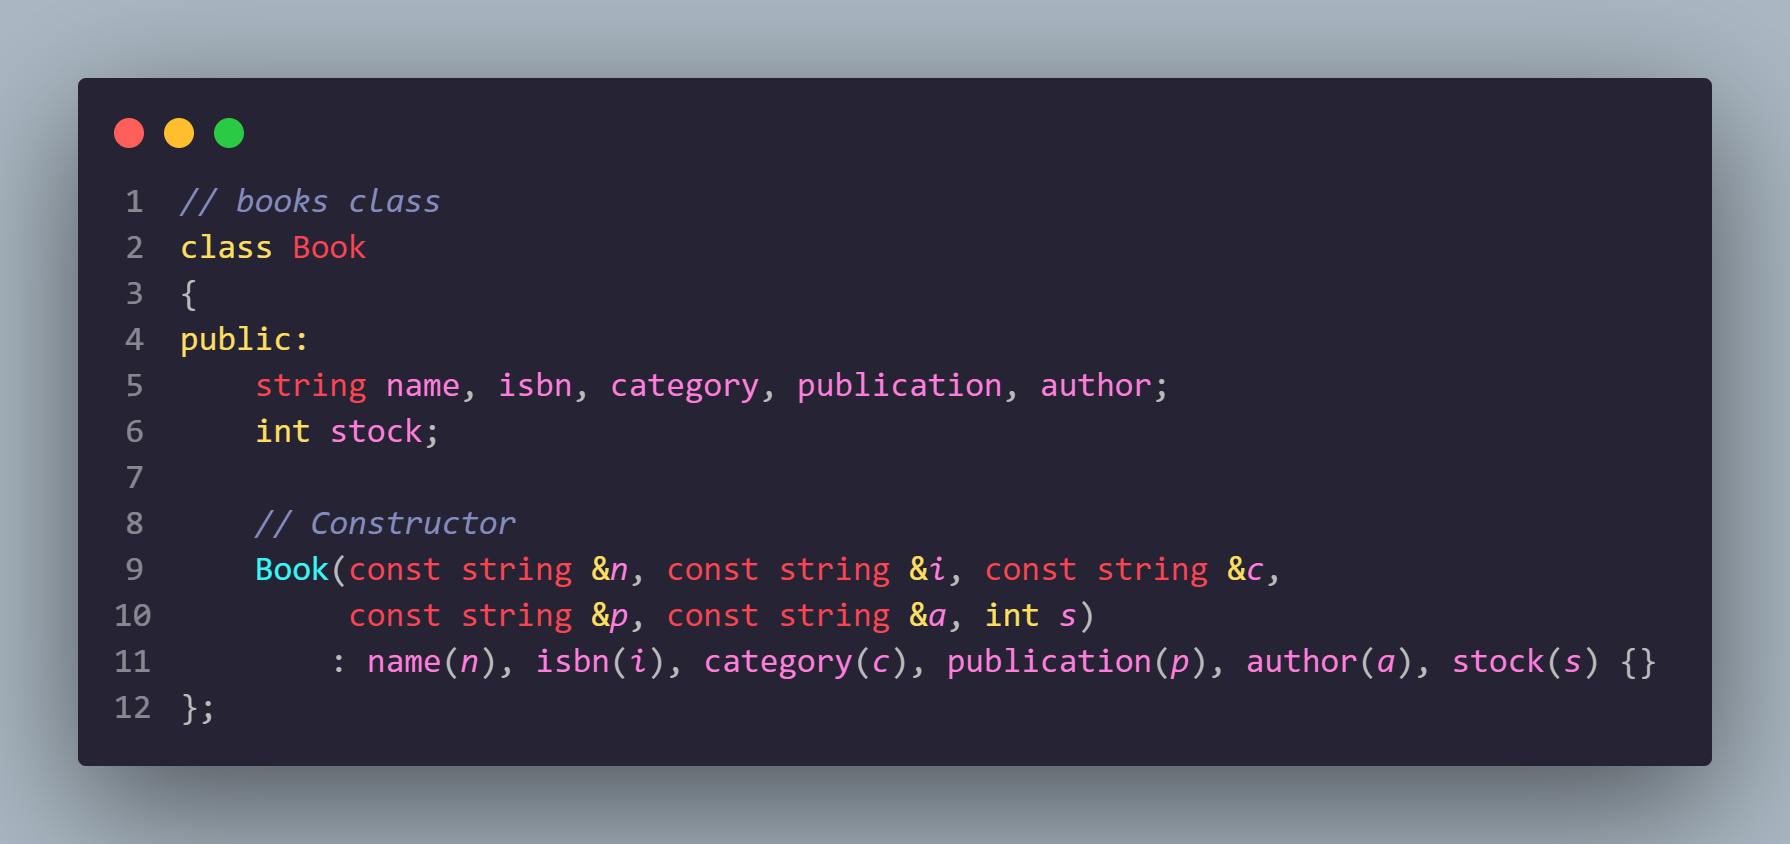 1 // books class
2 class Book
3 {
4 public:
5     string name, isbn, category, publication, author;
6     int stock;
7
8     // Constructor
9     Book(const string &n, const string &i, const string &c,
10          const string &p, const string &a, int s)
11         : name(n), isbn(i), category(c), publication(p), author(a), stock(s) {}
12 };